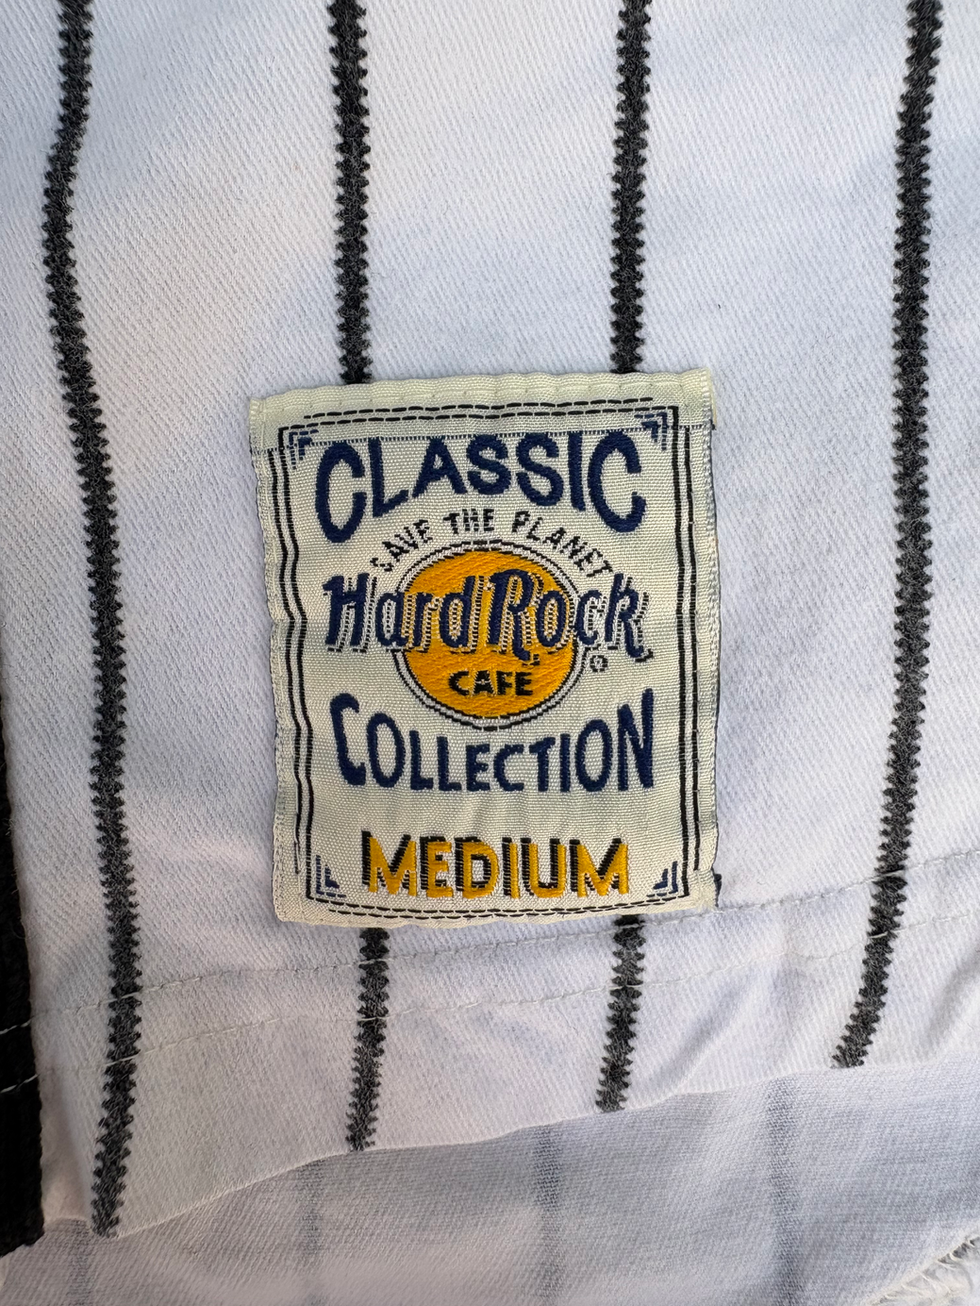 CLASSIC
SAVE THE PLANET
Hard Rock
®
CAFE
COLLECTION
MEDIUM